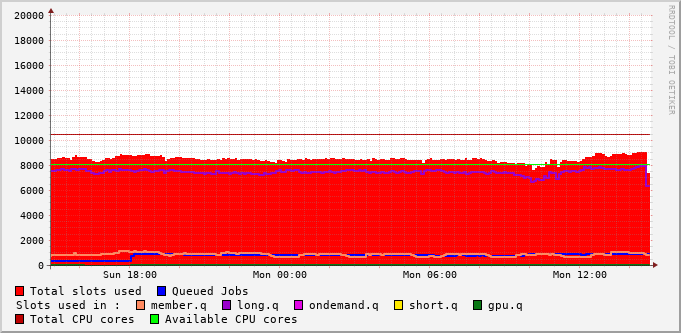 20000
18000
16000
14000
12000
10000
8000
6000
4000
2000
0
Sun 18:00 Mon 00:00 Mon 06:00 Mon 12:00
Total slots used Queued Jobs
Slots used in : member.q long.q ondemand.q short.q gpu.q
Total CPU cores Available CPU cores
RRDTOOL / TOBI OETIKER